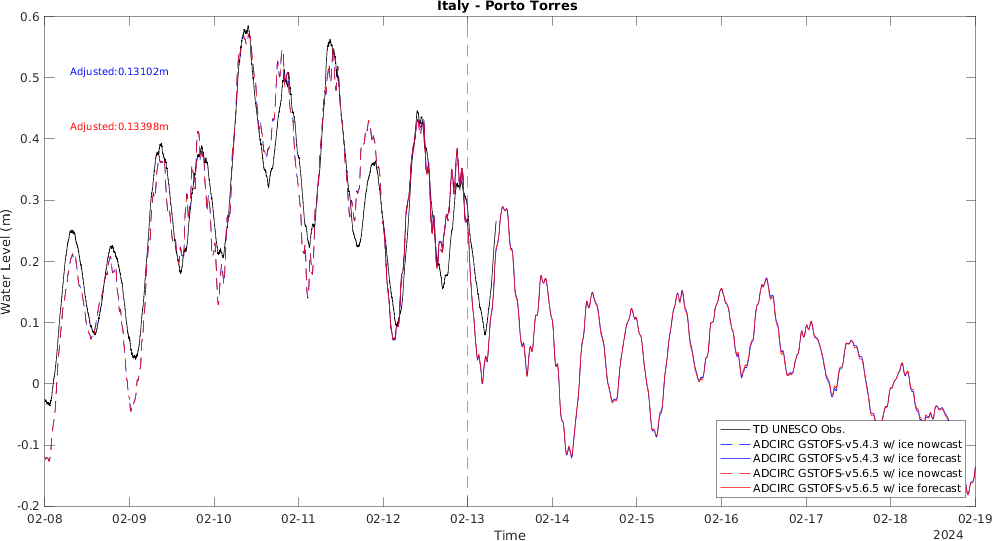 Italy - Porto Torres
0.6
0.5
0.4
0.3
0.2
0.1
0
-0.1
-0.2
Water Level (m)
Adjusted:0.13102m
Adjusted:0.13398m
TD UNESCO Obs.
ADCIRC GSTOFS-v5.4.3 w/ ice nowcast
ADCIRC GSTOFS-v5.4.3 w/ ice forecast
ADCIRC GSTOFS-v5.6.5 w/ ice nowcast
ADCIRC GSTOFS-v5.6.5 w/ ice forecast
02-08 02-09 02-10 02-11 02-12 02-13 02-14 02-15 02-16 02-17 02-18 02-19
Time
2024